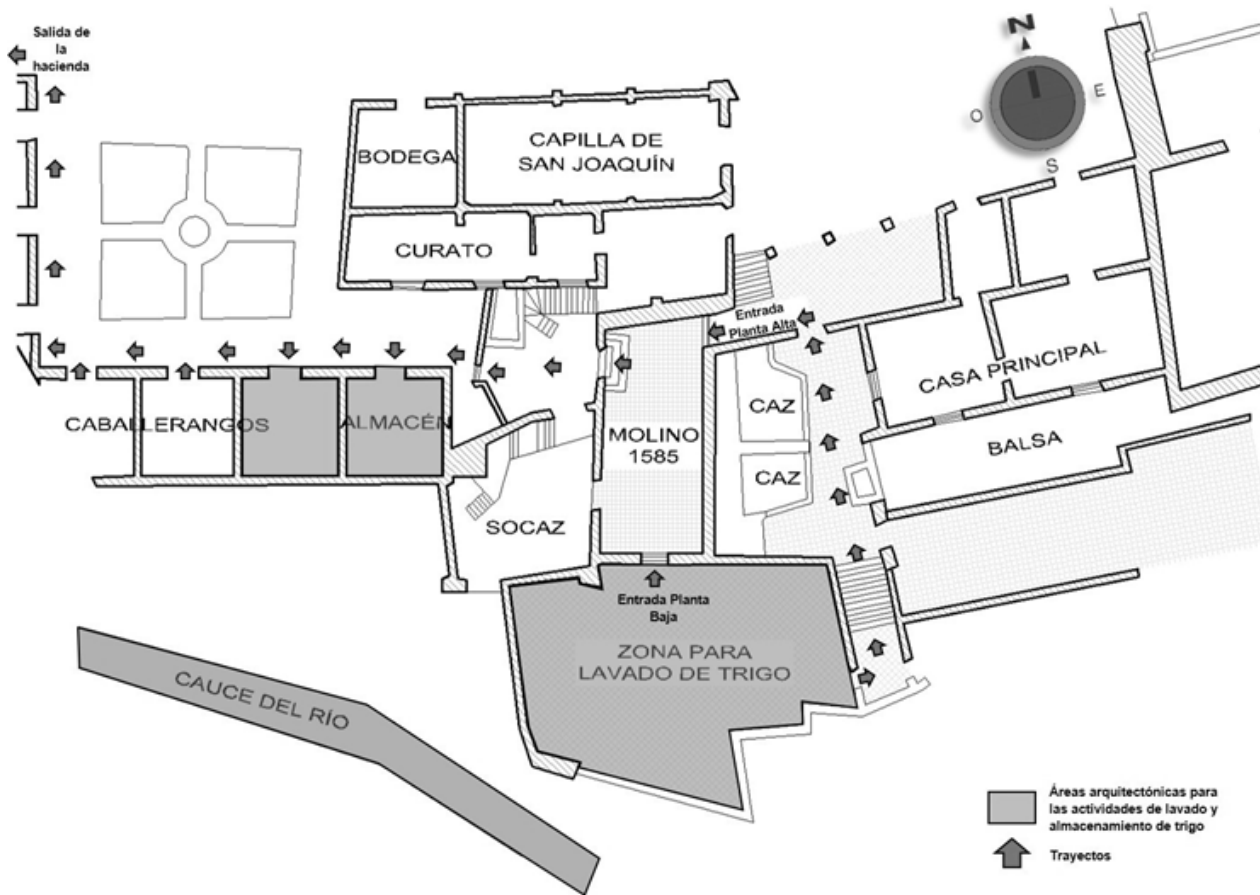 Salida de
la
hacienda
N
E
O
S
BODEGA
CAPILLA DE
SAN JOAQUÍN
CURATO
Entrada
Planta Alta
CASA PRINCIPAL
CABALLERANGOS
ALMACÉN
MOLINO
1585
CAZ
CAZ
BALSA
SOCAZ
Entrada Planta
Baja
ZONA PARA
LAVADO DE TRIGO
CAUCE DEL RÍO
Áreas arquitectónicas para
las actividades de lavado y
almacenamiento de trigo
Trayectos